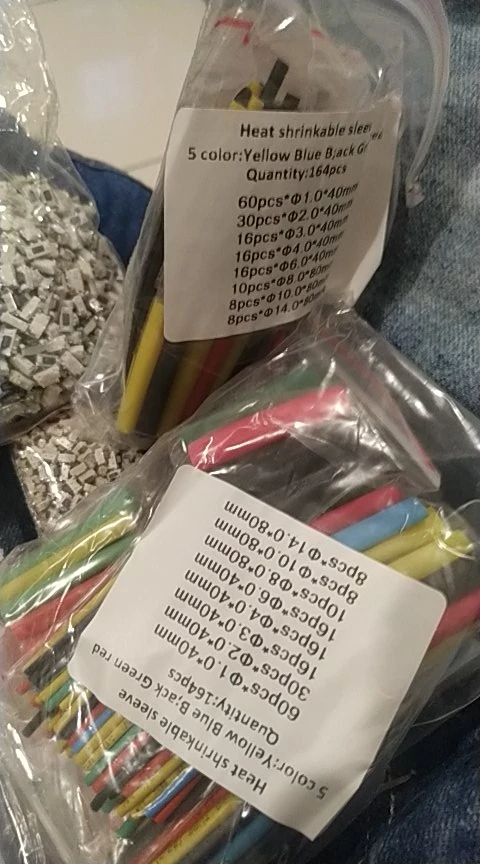 Heat shrinkable
5 color:Yellow Blue B;ack
Quantity:164pcs
60pcs*Φ1.0*40mm
30pcs*Φ2.0*40mm
16pcs*Φ3.0*40mm
16pcs*Φ4.0*40mm
16pcs*Φ6.0*40mm
10pcs*Φ8.0*80mm
8pcs*Φ10.0*80mm
8pcs*Φ14.0*80mm
Heat shrinkable sleeve
5 color:Yellow Blue B;ack Green red
Quantity:164pcs
60pcs*Φ1.0*40mm
30pcs*Φ2.0*40mm
16pcs*Φ3.0*40mm
16pcs*Φ4.0*40mm
16pcs*Φ6.0*40mm
10pcs*Φ8.0*80mm
8pcs*Φ10.0*80mm
8pcs*Φ14.0*80mm